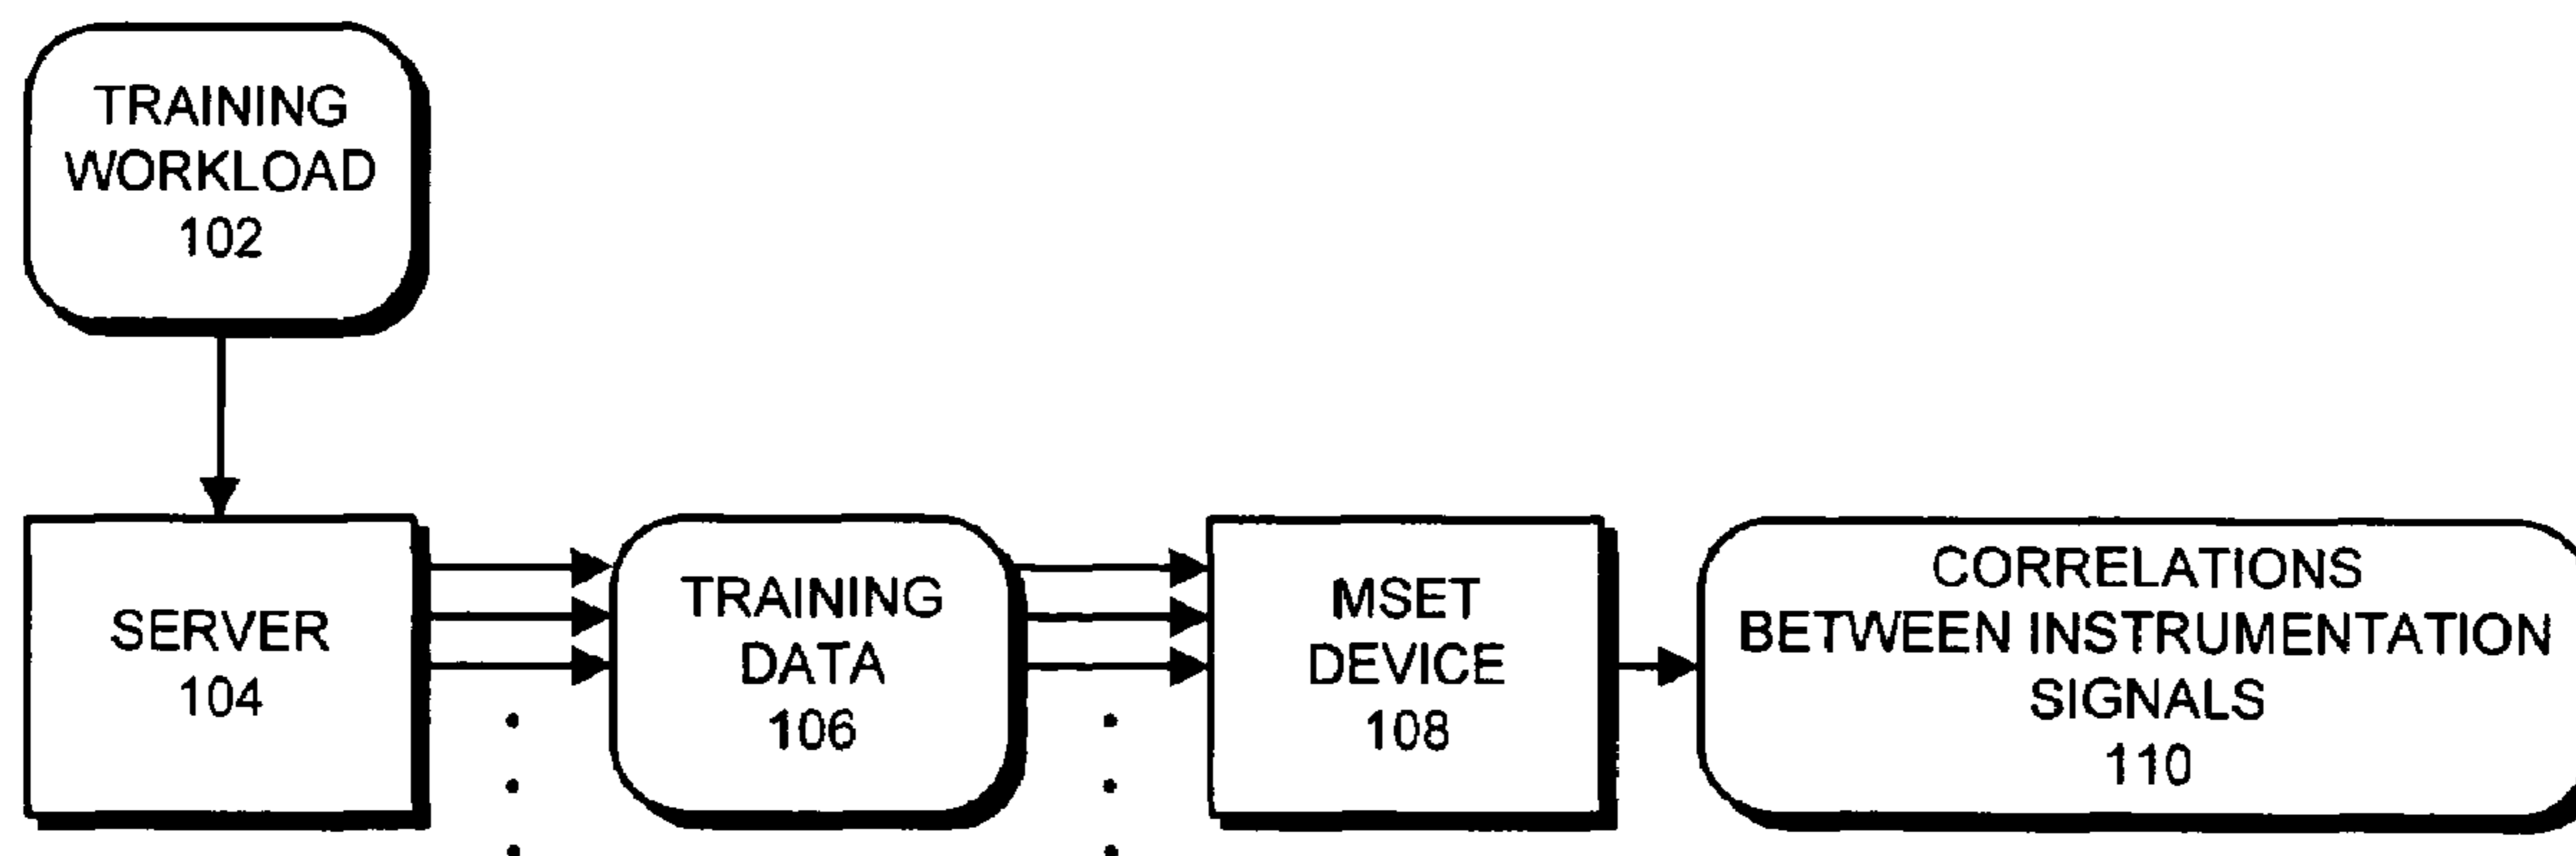 TRAINING
WORKLOAD
102
SERVER
104
TRAINING
DATA
106
MSET
DEVICE
108
CORRELATIONS
BETWEEN INSTRUMENTATION
SIGNALS
110